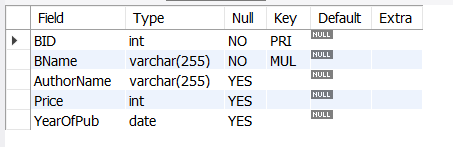 Field Type Null Key Default Extra
BID int NO PRI NULL
BName varchar(255) NO MUL NULL
AuthorName varchar(255) YES NULL
Price int YES NULL
YearOfPub date YES NULL